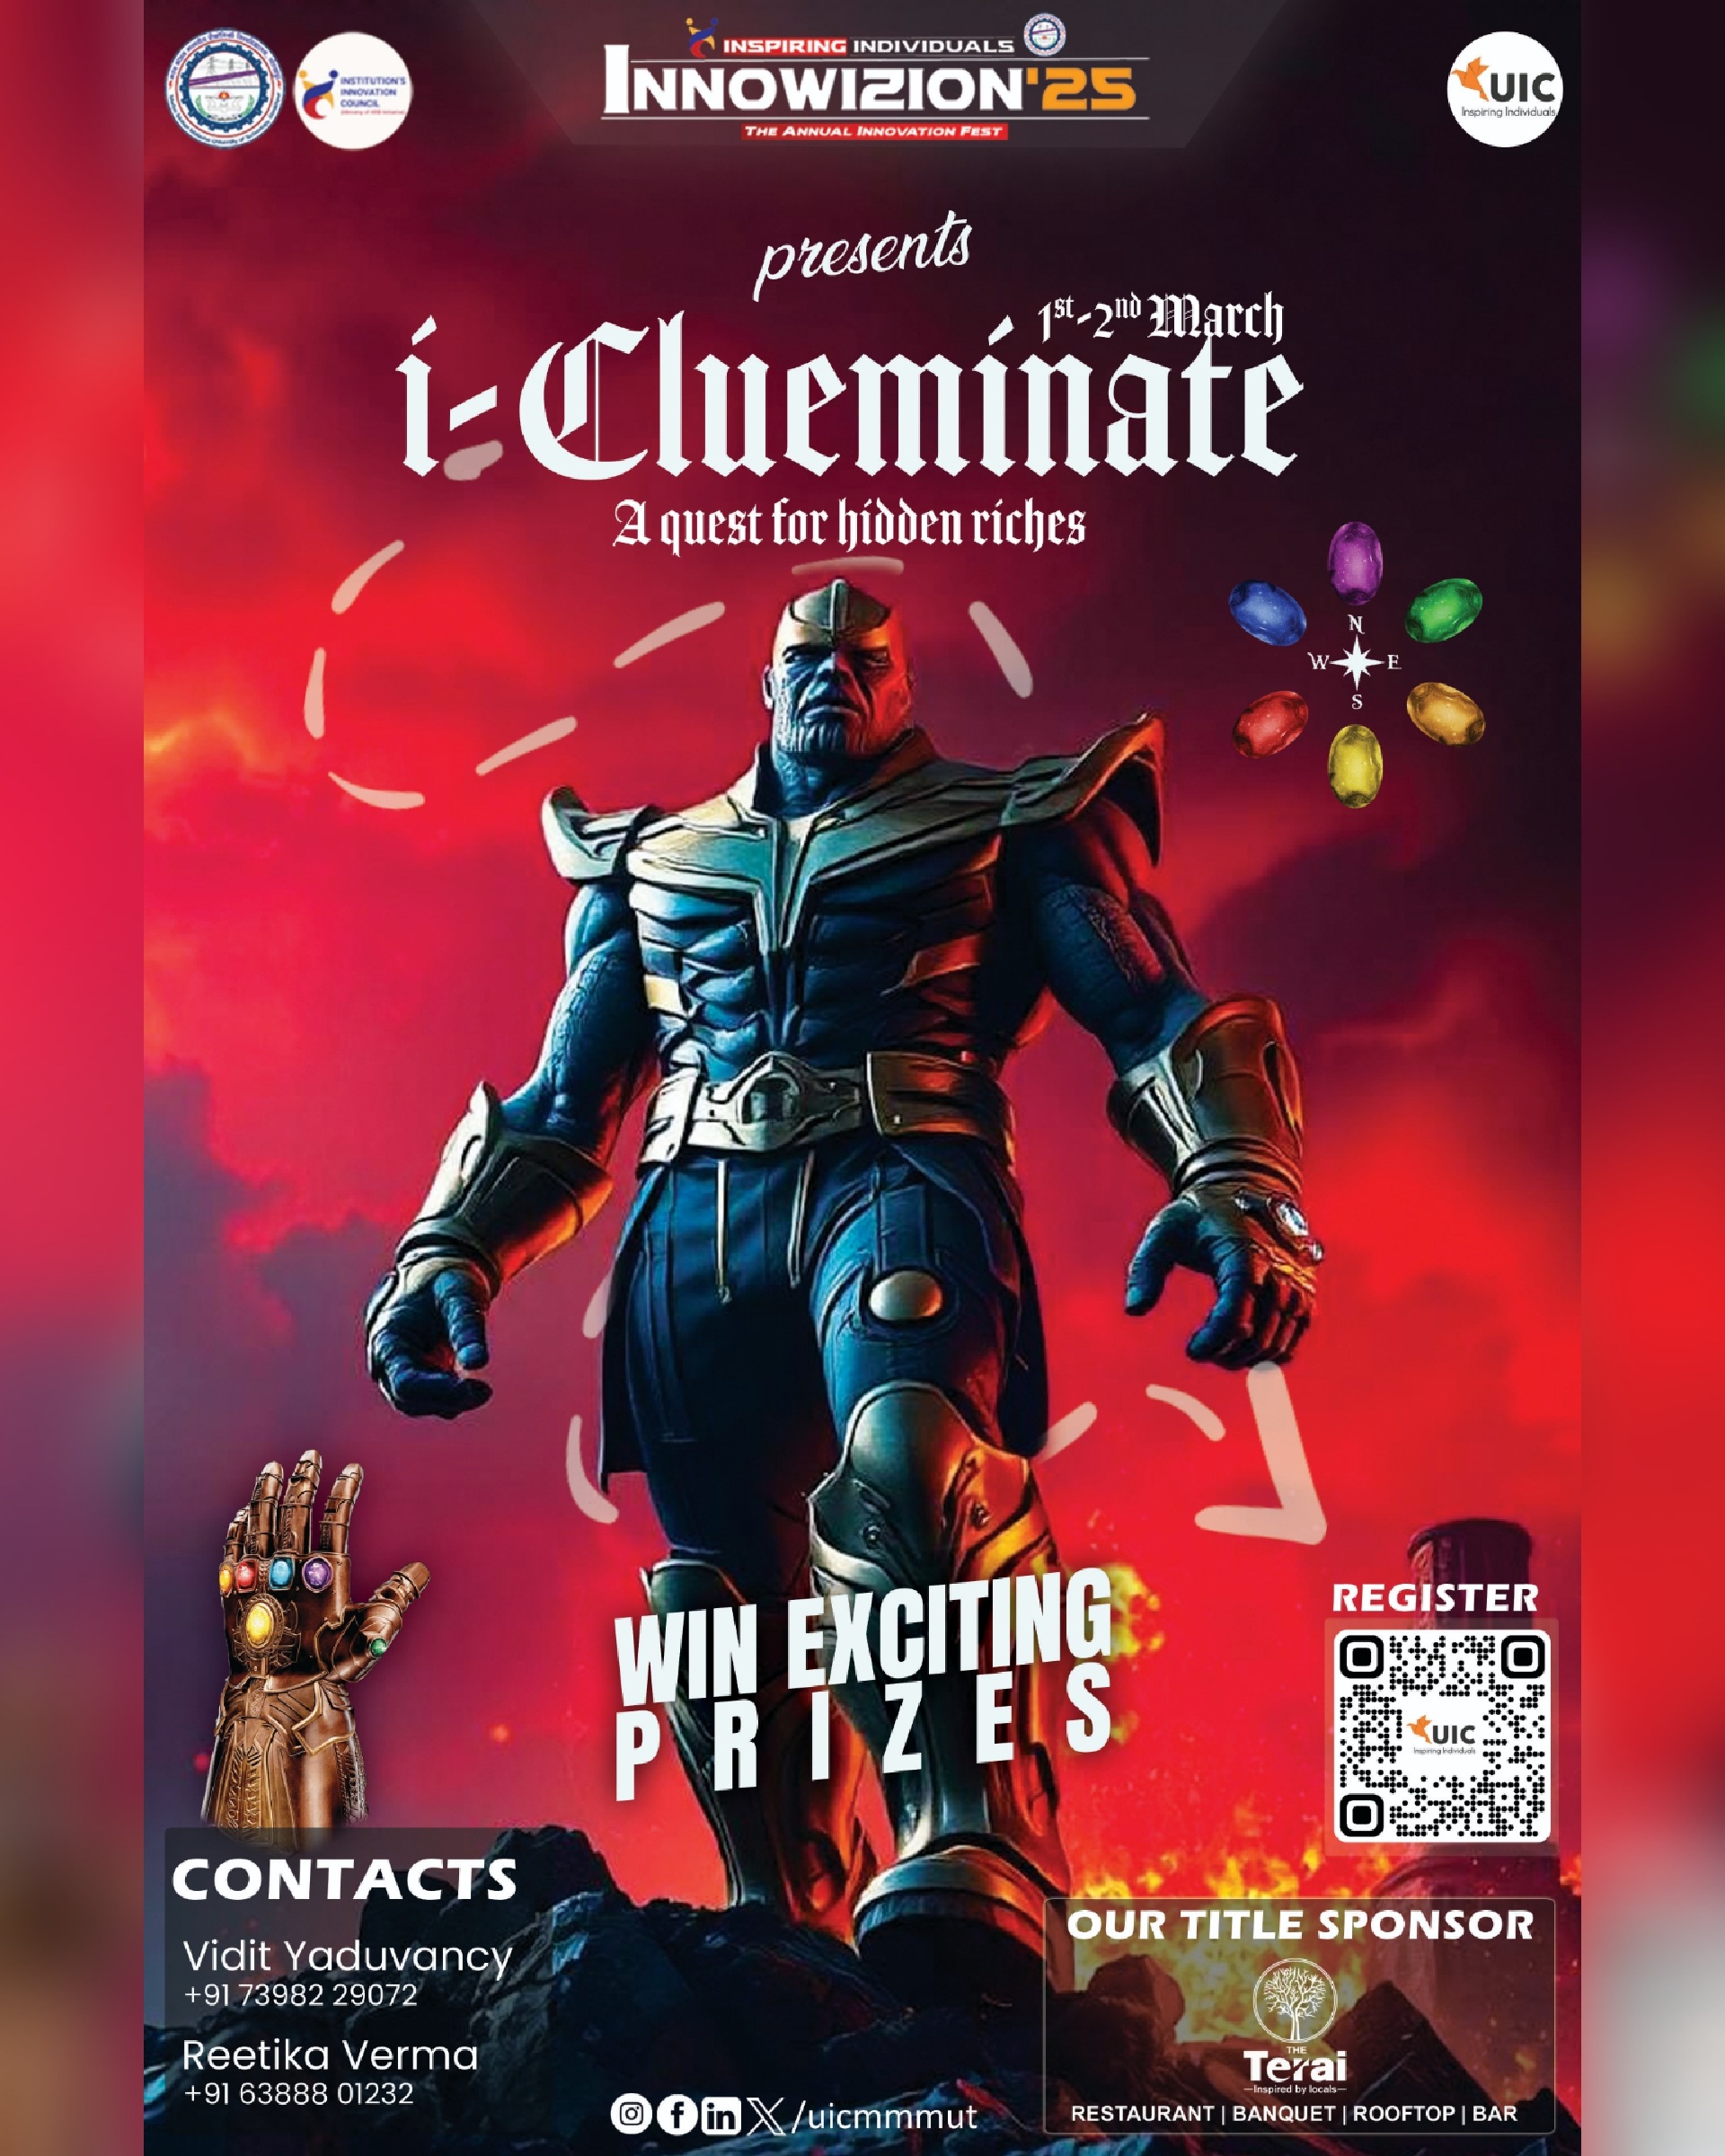 INSPIRING INDIVIDUALS
INNOWIZION'25
THE ANNUAL INNOVATION FEST
INSTITUTION'S
INNOVATION
COUNCIL
UIC
Inspiring Individuals
presents
1st-2nd March
i-Clueminate
A quest for hidden riches
N
W E
S
WIN EXCITING
PRIZES
REGISTER
UIC
Inspiring Individuals
CONTACTS
Vidit Yaduvancy
+91 73982 29072
Reetika Verma
+91 63888 01232
/uicmmmut
OUR TITLE SPONSOR
THE
Terai
—Inspired by locals—
RESTAURANT | BANQUET | ROOFTOP | BAR